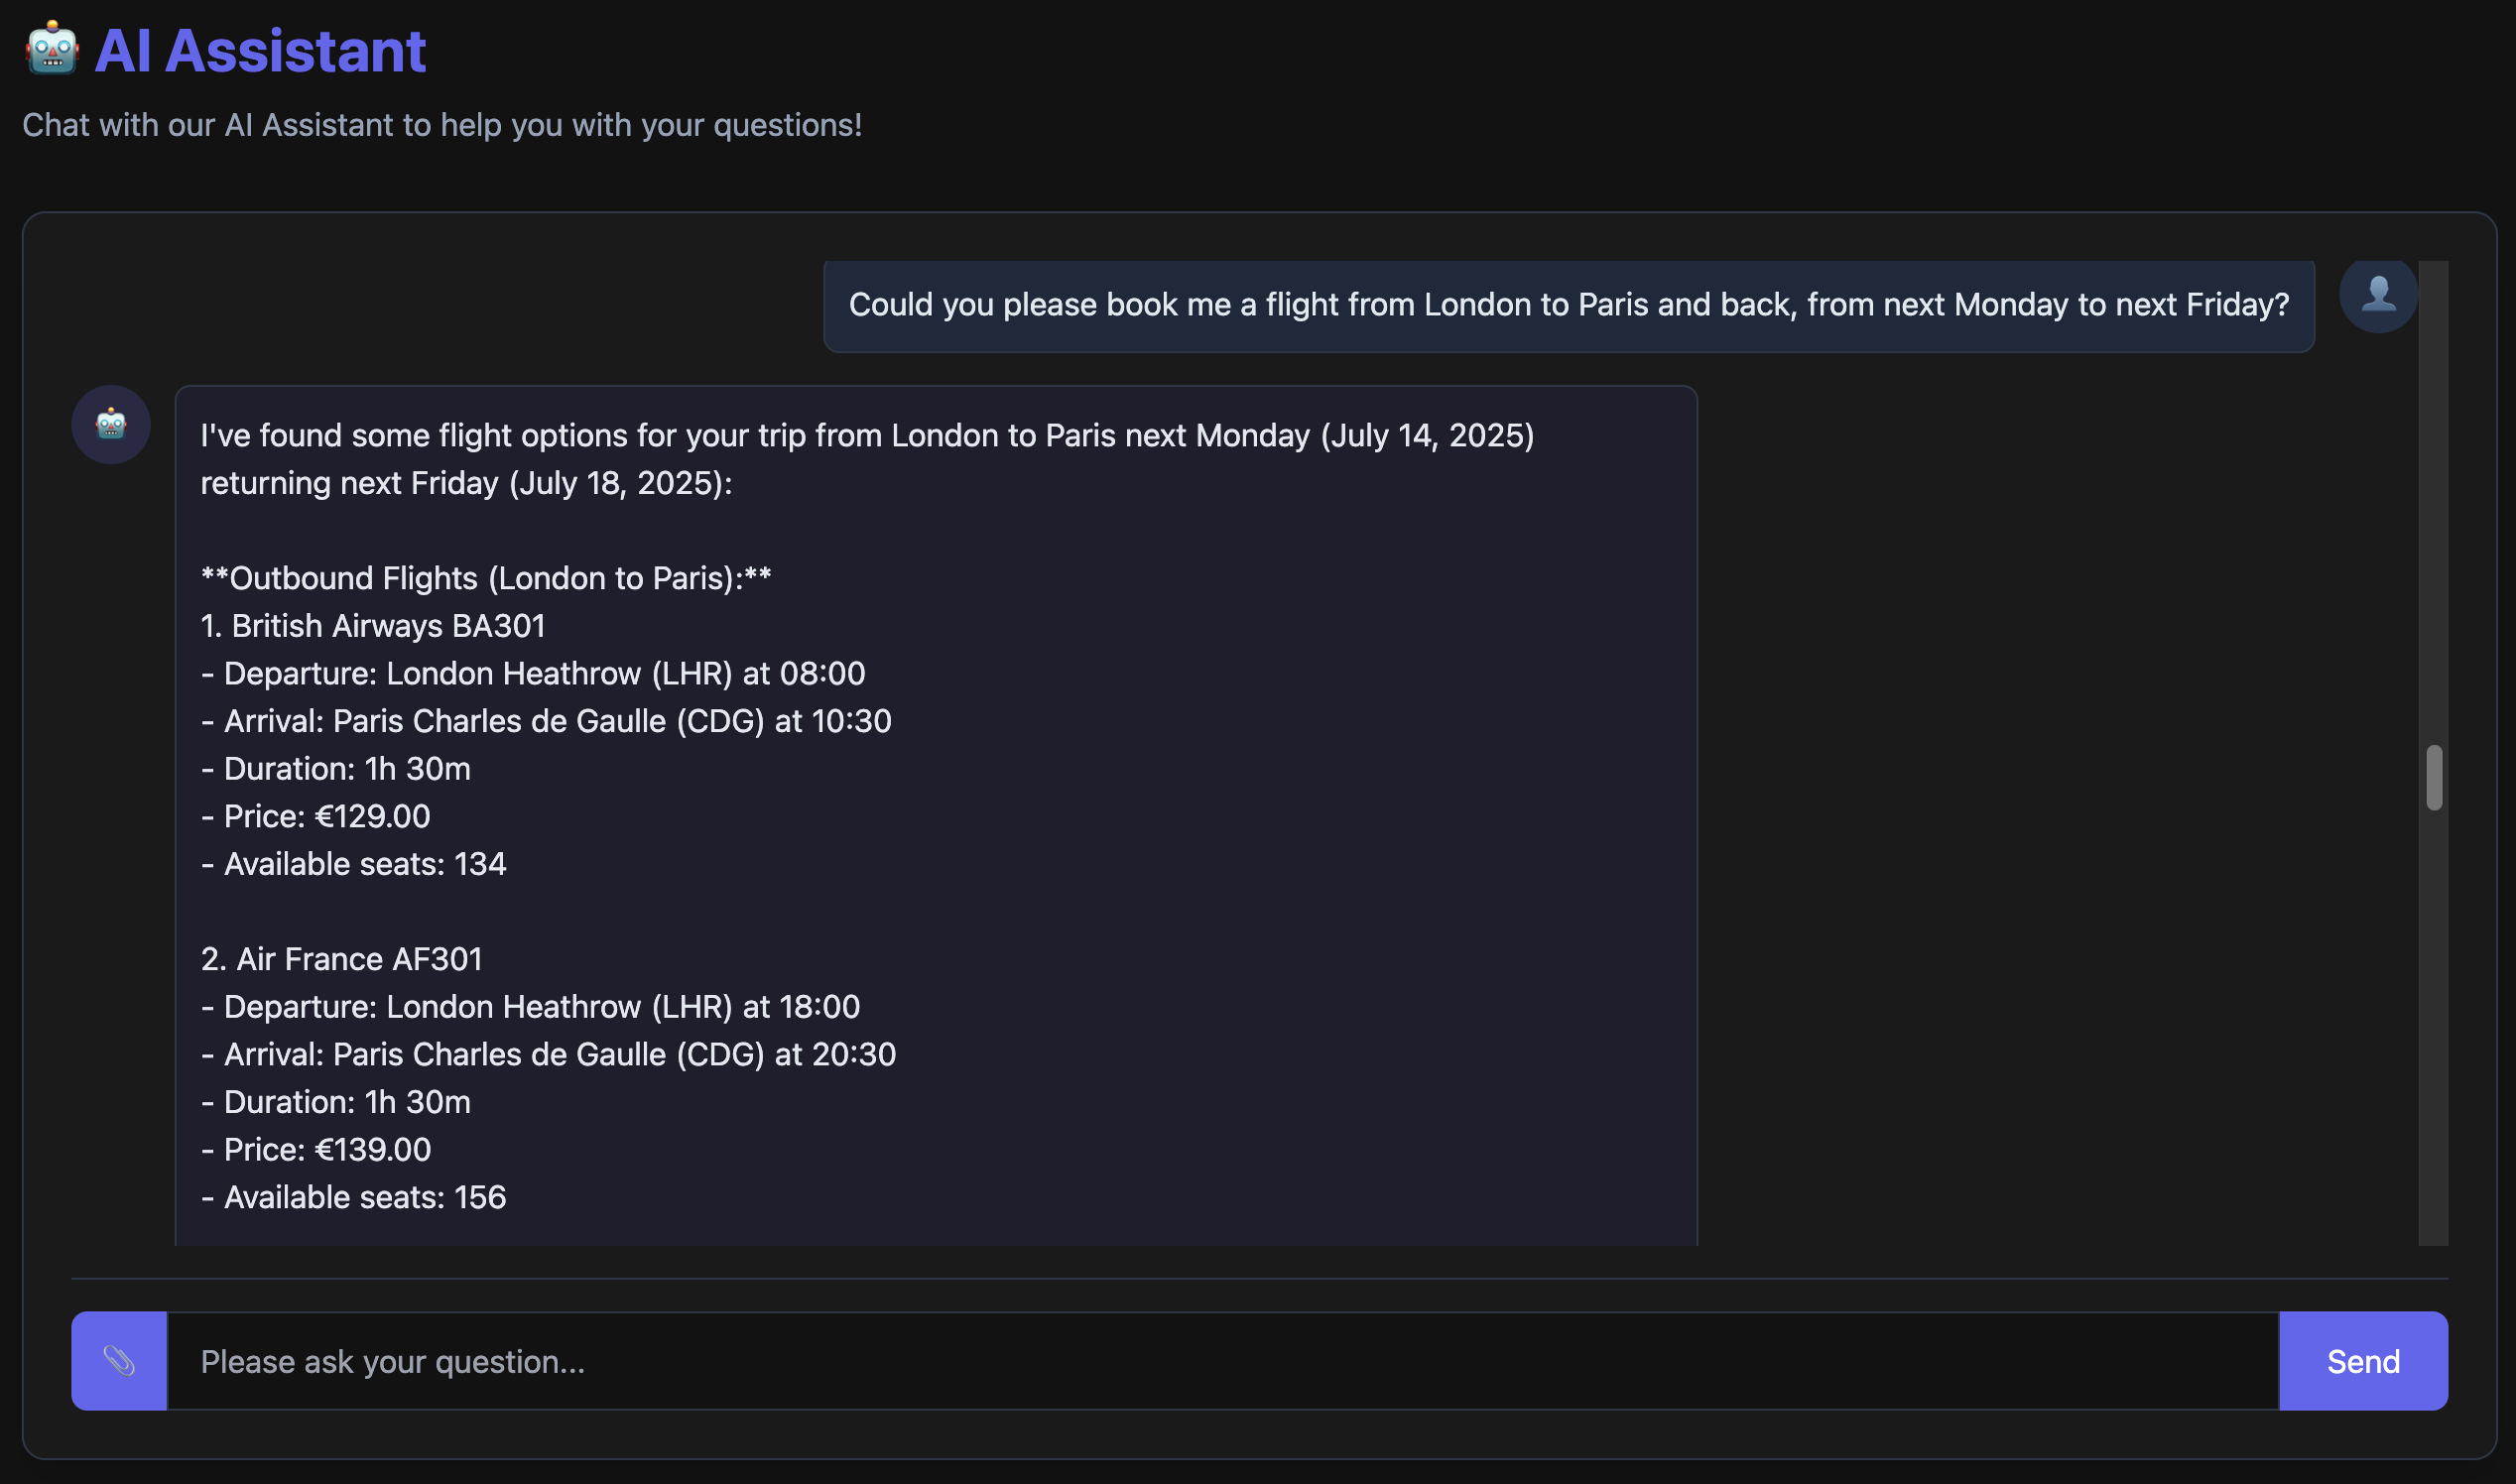 🤖 AI Assistant
Chat with our AI Assistant to help you with your questions!
Could you please book me a flight from London to Paris and back, from next Monday to next Friday?
I've found some flight options for your trip from London to Paris next Monday (July 14, 2025)
returning next Friday (July 18, 2025):
**Outbound Flights (London to Paris):**
1. British Airways BA301
- Departure: London Heathrow (LHR) at 08:00
- Arrival: Paris Charles de Gaulle (CDG) at 10:30
- Duration: 1h 30m
- Price: €129.00
- Available seats: 134
2. Air France AF301
- Departure: London Heathrow (LHR) at 18:00
- Arrival: Paris Charles de Gaulle (CDG) at 20:30
- Duration: 1h 30m
- Price: €139.00
- Available seats: 156
Please ask your question...
Send